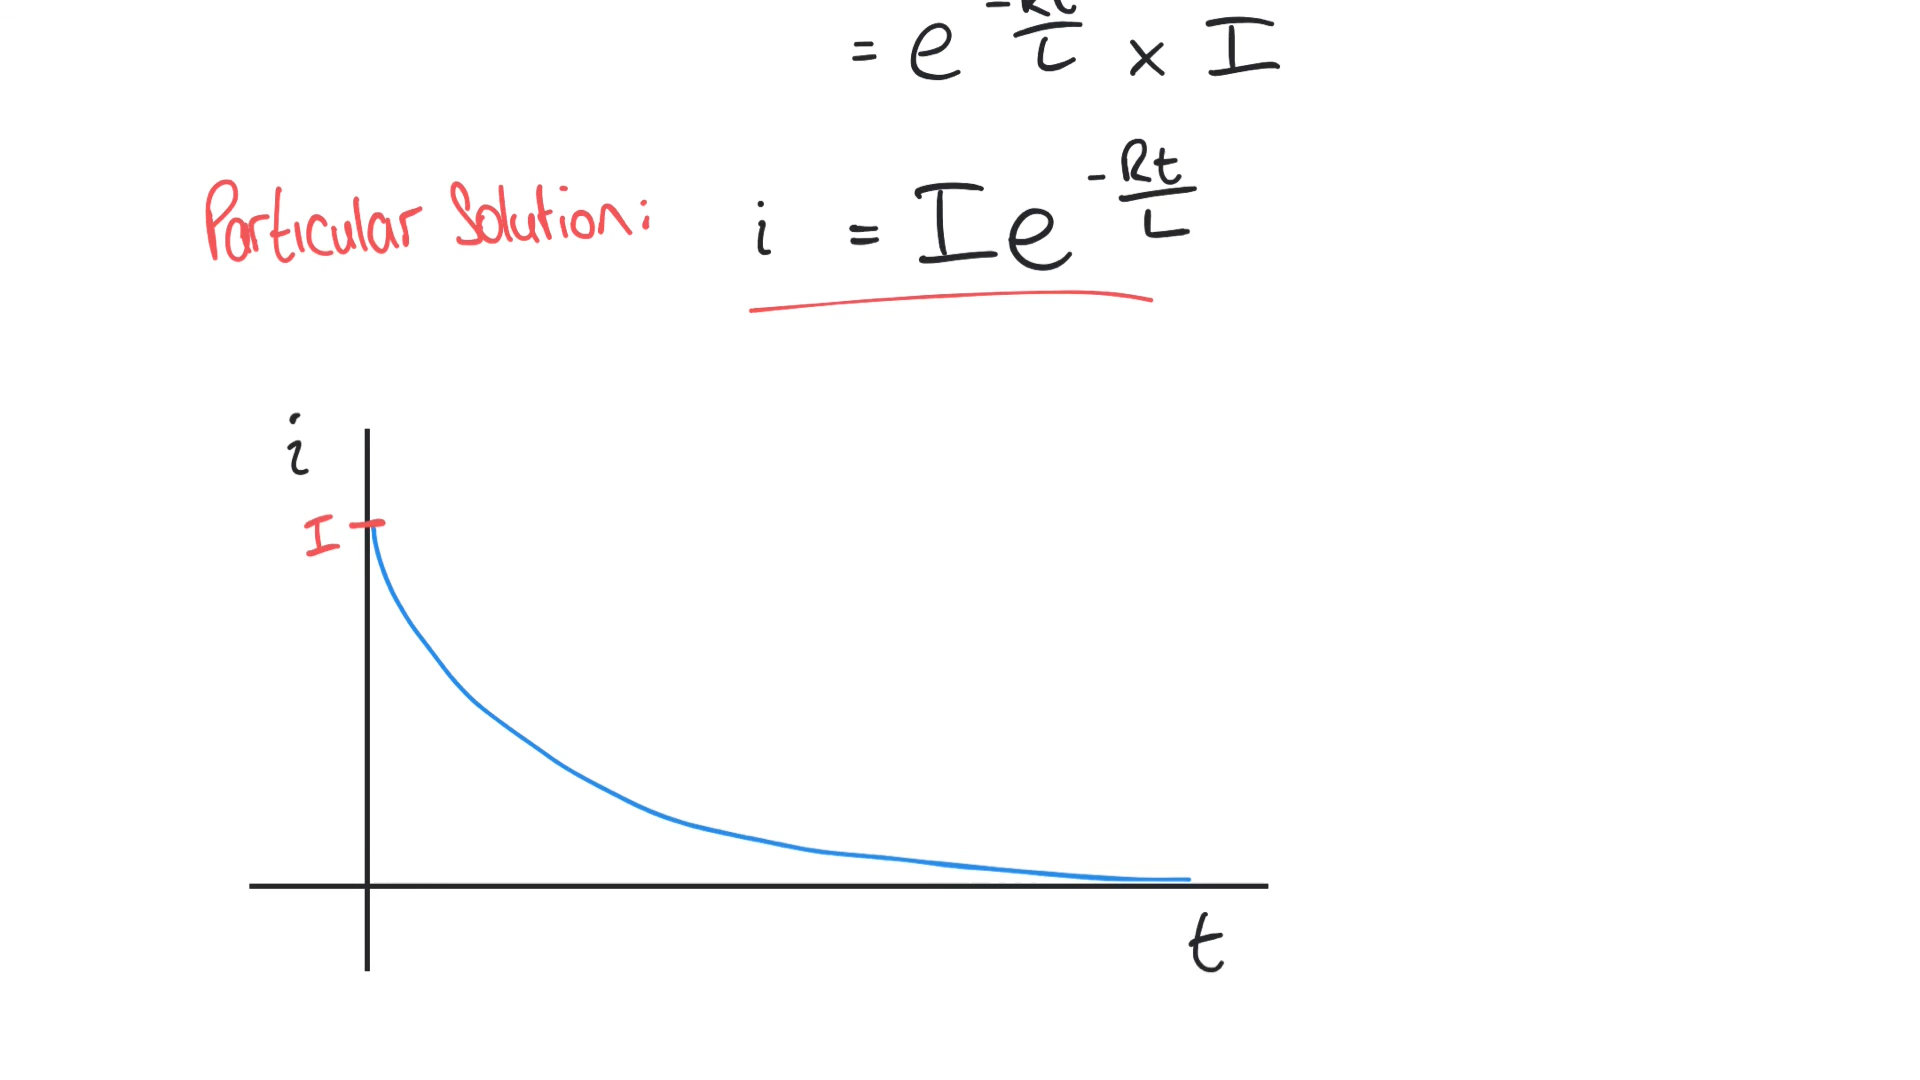 = e^{-Rt/L} × I
Particular Solution: i = Ie^{-Rt/L}
i
I
t